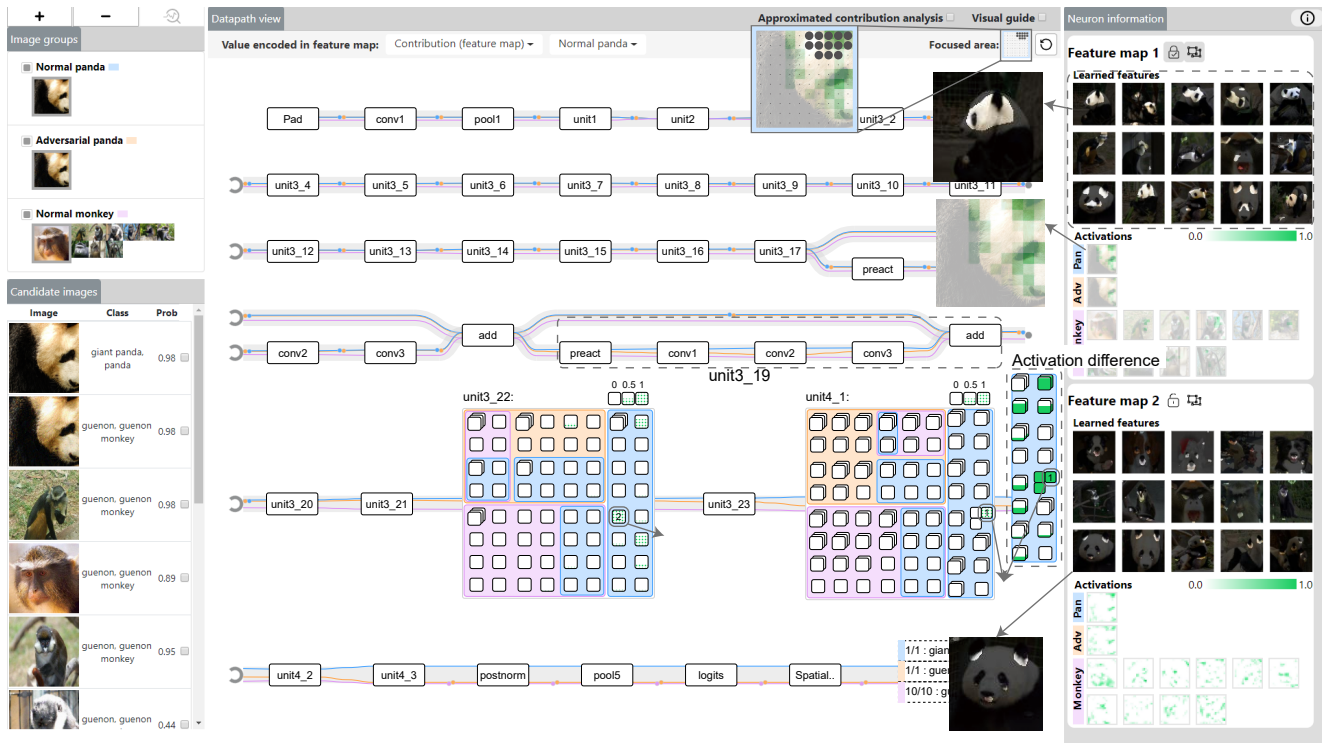 + −
Image groups
Normal panda
Adversarial panda
Normal monkey
Candidate images
Image Class Prob
giant panda,
panda
0.98
guenon, guenon
monkey
0.98
guenon, guenon
monkey
0.98
guenon, guenon
monkey
0.89
guenon, guenon
monkey
0.95
guenon, guenon
monkey
0.44
Datapath view
Approximated contribution analysis Visual guide
Value encoded in feature map: Contribution (feature map) Normal panda Focused area:
Pad conv1 pool1 unit1 unit2 unit3_2
unit3_4 unit3_5 unit3_6 unit3_7 unit3_8 unit3_9 unit3_10 unit3_11
unit3_12 unit3_13 unit3_14 unit3_15 unit3_16 unit3_17
preact
add add
conv2 conv3 preact conv1 conv2 conv3
unit3_19
Activation difference
unit3_22: 0 0.5 1
unit4_1: 0 0.5 1
1
2
1
unit3_20 unit3_21 unit3_23
unit4_2 unit4_3 postnorm pool5 logits Spatial..
1/1 : gian
1/1 : guer
10/10 : gu
Neuron information
Feature map 1
Learned features
Activations 0.0 1.0
Pan
Adv
nkey
Feature map 2
Learned features
Activations 0.0 1.0
Pan
Adv
Monkey